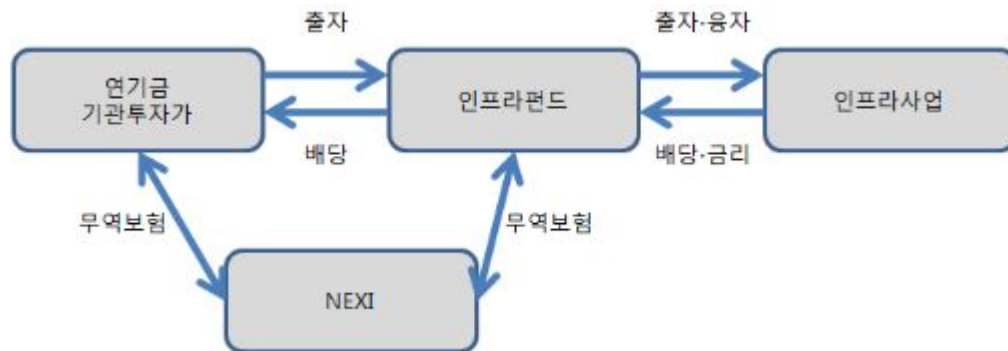 출자
출자·융자
연기금
기관투자가
인프라펀드
인프라사업
배당
배당·금리
무역보험
무역보험
NEXI